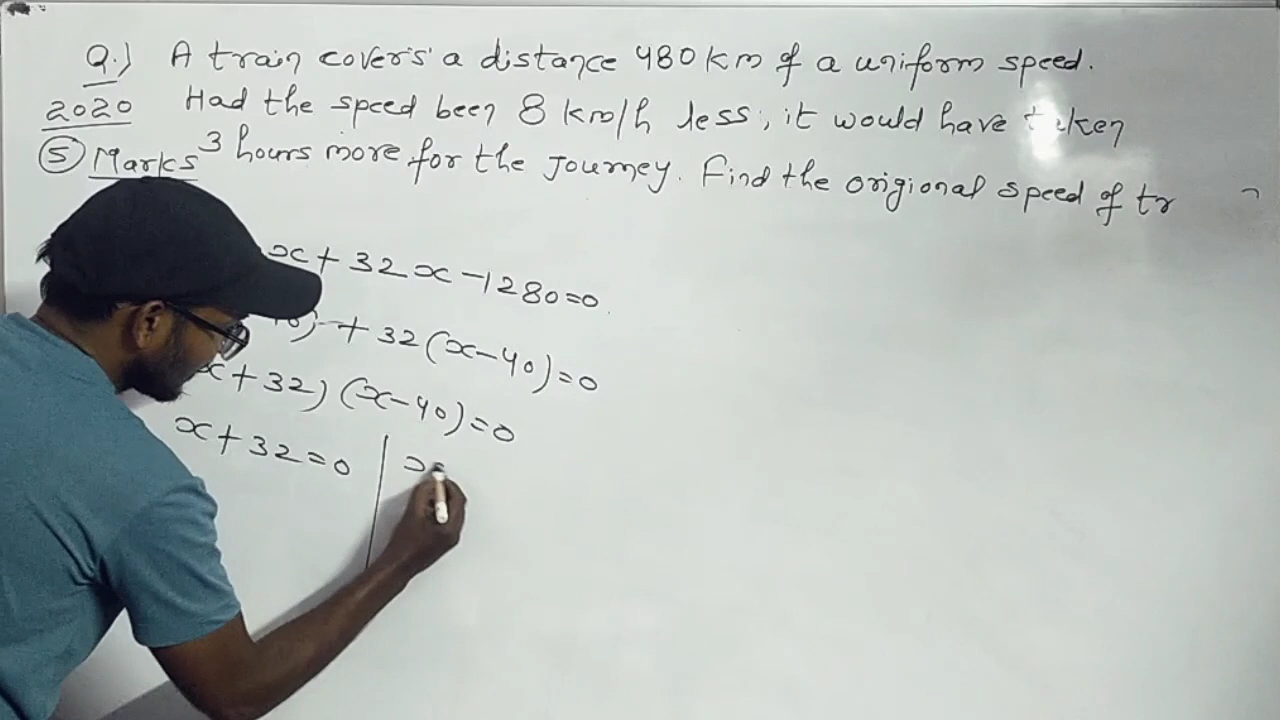 Q.) A train covers a distance 480 km of a uniform speed.
2020 Had the speed been 8 km/h less, it would have taken
5 Marks 3 hours more for the Journey. Find the origional speed of
x + 32x - 1280 = 0
) + 32(x - 40) = 0
x + 32) (x - 40) = 0
x + 32 = 0 |